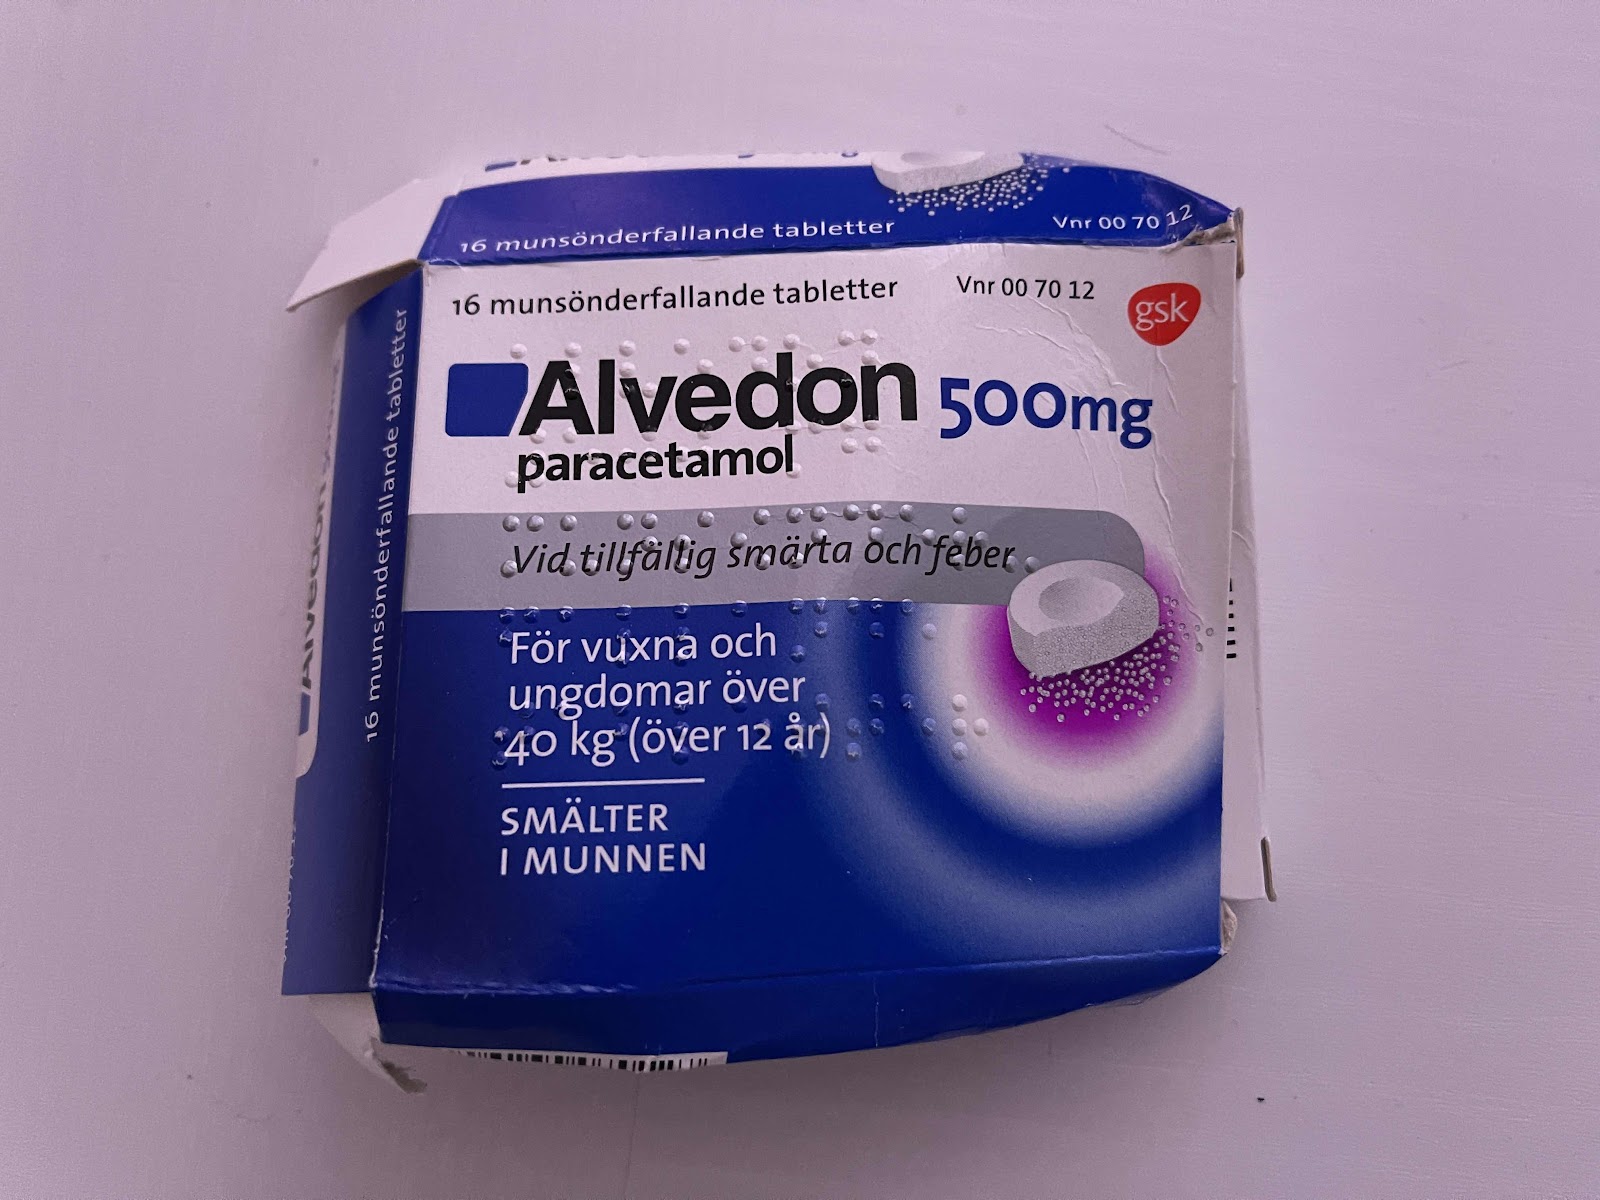 16 munsönderfallande tabletter
Vnr 00 70 12
16 munsönderfallande tabletter
Vnr 00 70 12
gsk
Alvedon 500mg
paracetamol
Vid tillfällig smärta och feber
För vuxna och
ungdomar över
40 kg (över 12 år)
SMÄLTER
I MUNNEN
16 munsönderfallande tabletter
Alvedon